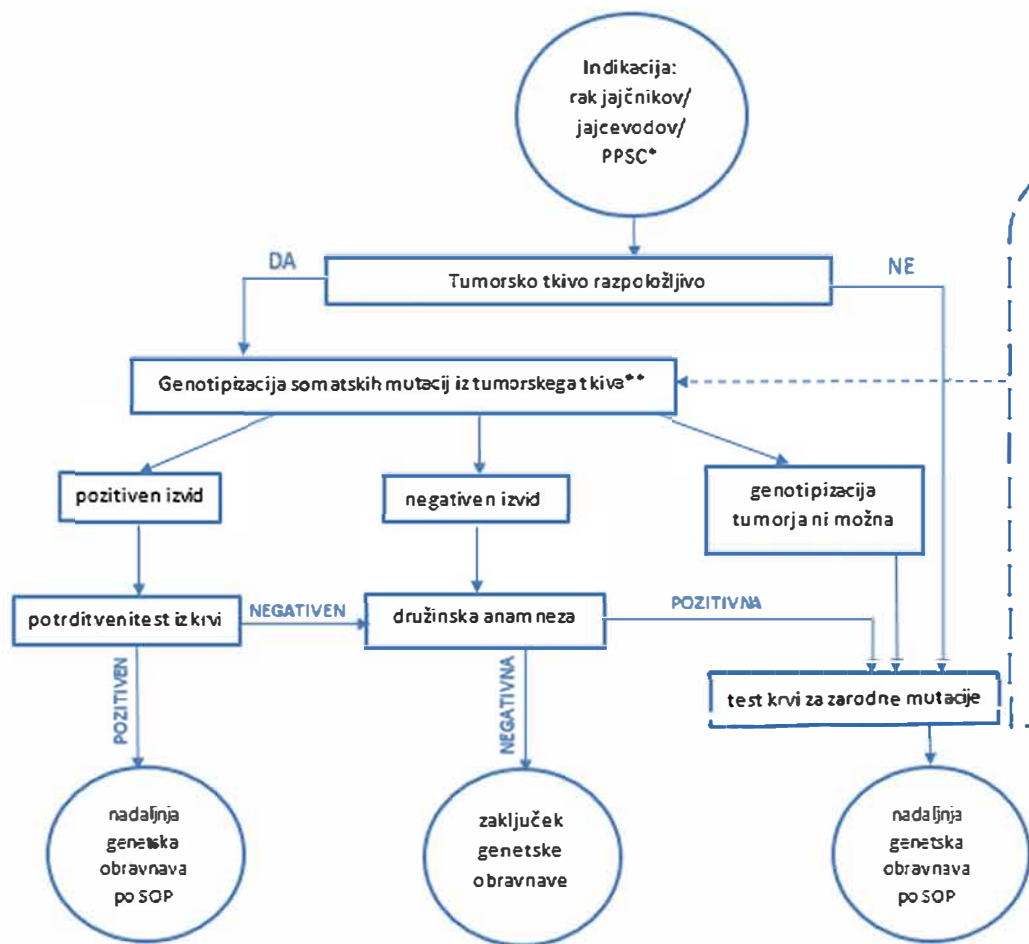 Indikacija:
rak jajčnikov/
jajcevodov/
PPSC*
DA
NE
Tumorsko tkivo razpoložljivo
Genotipizacija somatskih mutacij iz tumorskega tkiva**
pozitiven izvid
negativen izvid
genotipizacija
tumorja ni možna
potrditveni test iz krvi
NEGATIVEN
družinska anamneza
POZITIVNA
POZITIVEN
NEGATIVNA
test krvi za zarodne mutacije
nadaljnja
genetska
obravnava
po SOP
zaključek
genetske
obravnave
nadaljnja
genetska
obravnava
po SOP